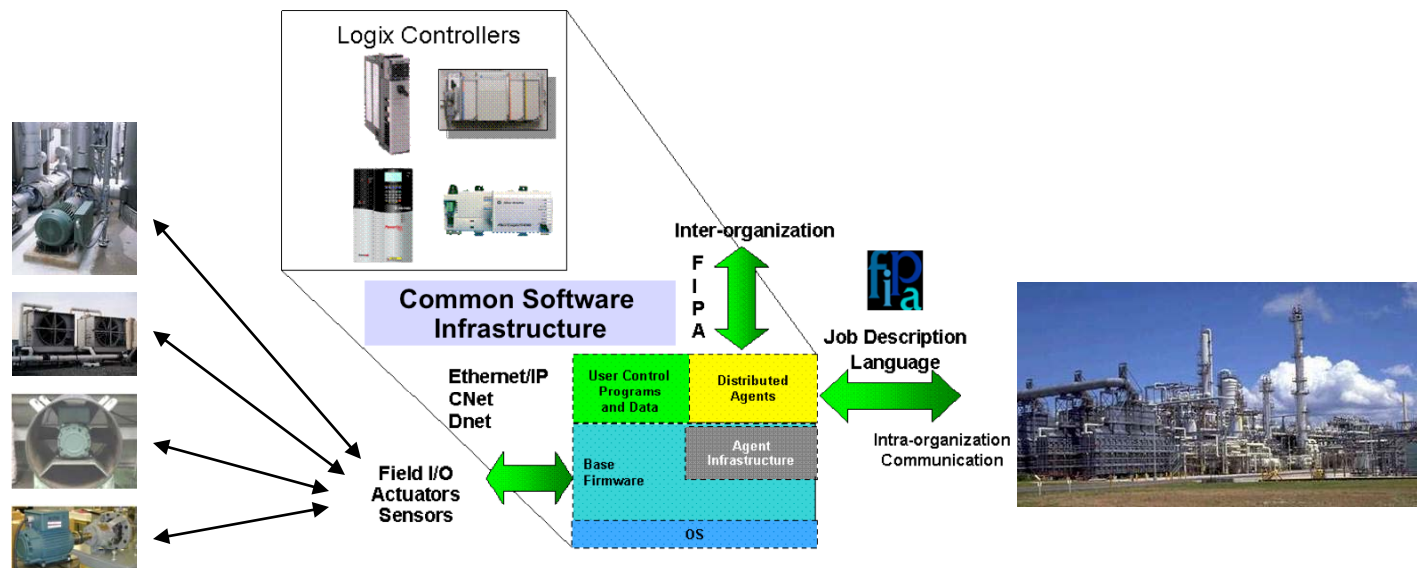 Logix Controllers
Inter-organization
F
I
P
A
fipa
Common Software
Infrastructure
Job Description
Language
Ethernet/IP
CNet
Dnet
User Control
Programs
and Data
Distributed
Agents
Agent
Infrastructure
Intra-organization
Communication
Base
Firmware
Field I/O
Actuators
Sensors
OS